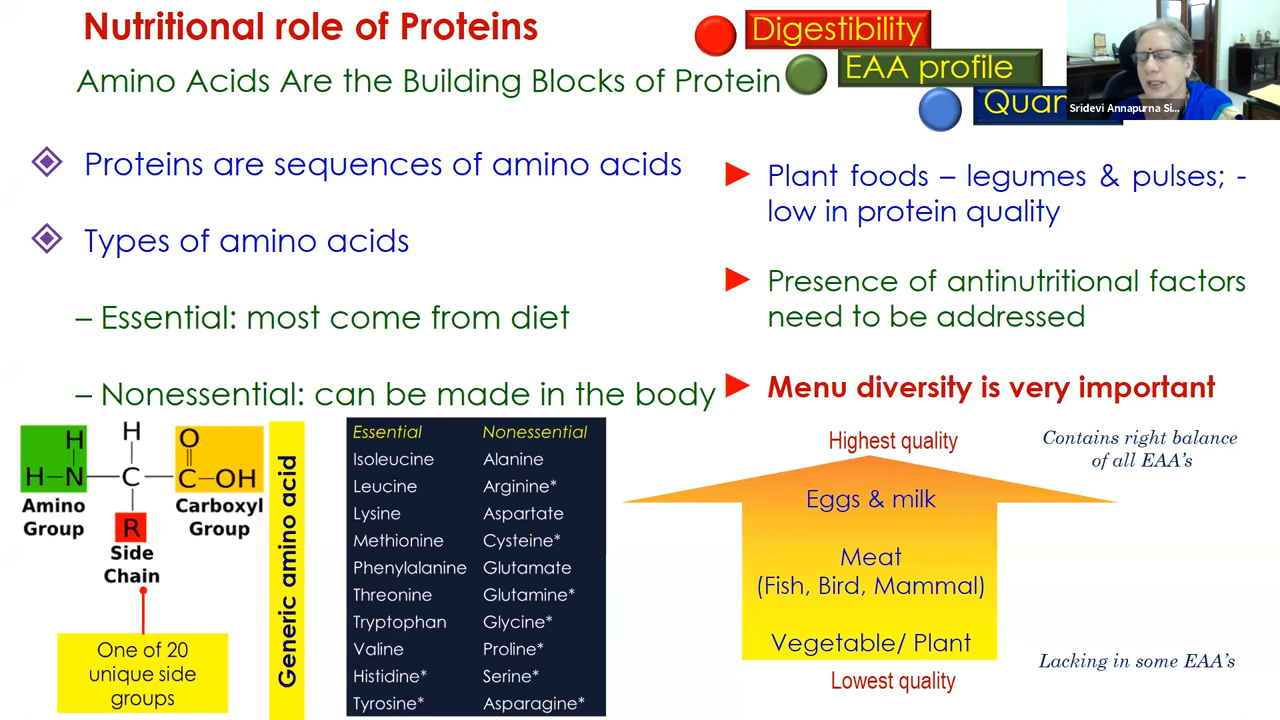 Nutritional role of Proteins
Amino Acids Are the Building Blocks of Protein
Digestibility
EAA profile
Sridevi Annapurna Si...
Proteins are sequences of amino acids
Types of amino acids
– Essential: most come from diet
– Nonessential: can be made in the body
Plant foods – legumes & pulses; -
low in protein quality
Presence of antinutritional factors
need to be addressed
Menu diversity is very important
H
H–N
Amino
Group
H
C
R
Side
Chain
O
C–OH
Carboxyl
Group
One of 20
unique side
groups
Generic amino acid
Essential Nonessential
Isoleucine Alanine
Leucine Arginine*
Lysine Aspartate
Methionine Cysteine*
Phenylalanine Glutamate
Threonine Glutamine*
Tryptophan Glycine*
Valine Proline*
Histidine* Serine*
Tyrosine* Asparagine*
Highest quality
Eggs & milk
Meat
(Fish, Bird, Mammal)
Vegetable/ Plant
Lowest quality
Contains right balance
of all EAA's
Lacking in some EAA's